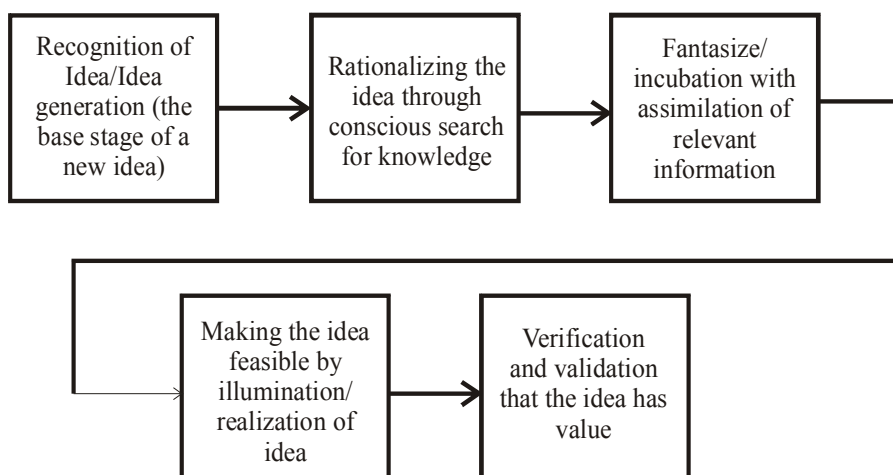 Recognition of
Idea/Idea
generation (the
base stage of a
new idea)
Rationalizing the
idea through
conscious search
for knowledge
Fantasize/
incubation with
assimilation of
relevant
information
Making the idea
feasible by
illumination/
realization of
idea
Verification
and validation
that the idea has
value